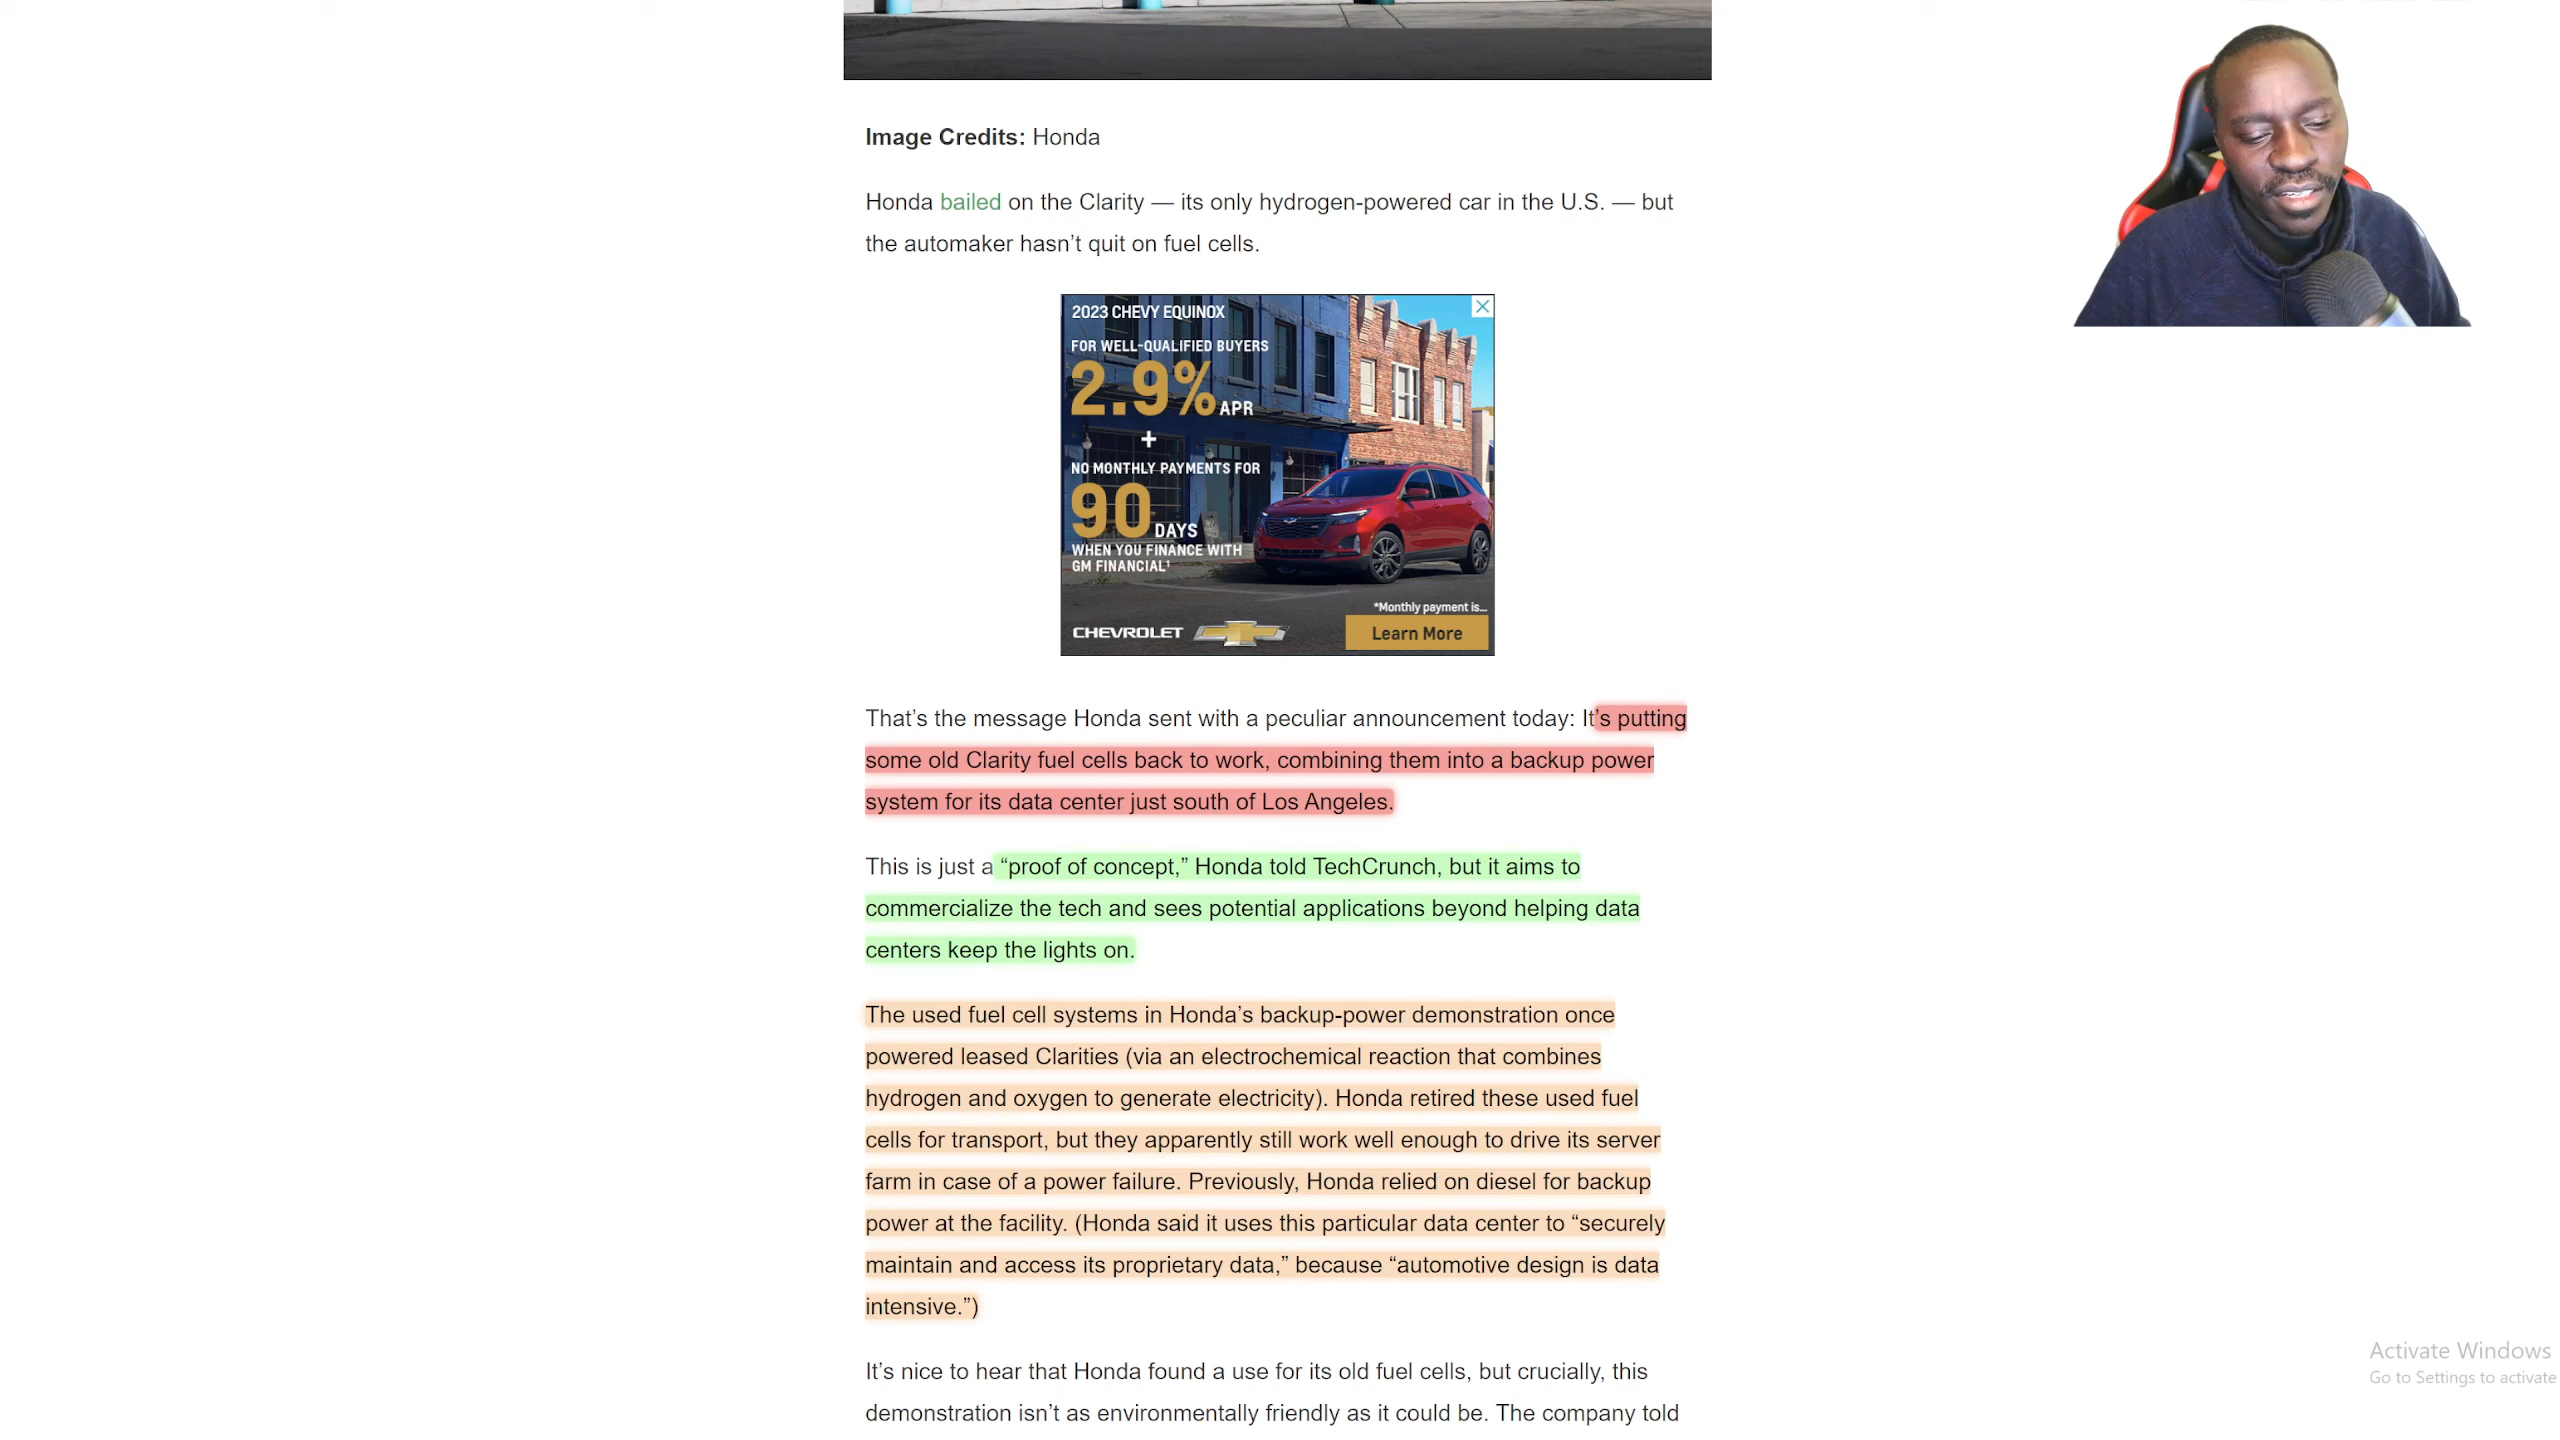 Image Credits: Honda
Honda bailed on the Clarity — its only hydrogen-powered car in the U.S. — but
the automaker hasn’t quit on fuel cells.
2023 CHEVY EQUINOX
FOR WELL-QUALIFIED BUYERS
2.9% APR
+
NO MONTHLY PAYMENTS FOR
90 DAYS
WHEN YOU FINANCE WITH
GM FINANCIAL¹
*Monthly payment is...
CHEVROLET
Learn More
That’s the message Honda sent with a peculiar announcement today: It’s putting
some old Clarity fuel cells back to work, combining them into a backup power
system for its data center just south of Los Angeles.
This is just a “proof of concept,” Honda told TechCrunch, but it aims to
commercialize the tech and sees potential applications beyond helping data
centers keep the lights on.
The used fuel cell systems in Honda’s backup-power demonstration once
powered leased Clarities (via an electrochemical reaction that combines
hydrogen and oxygen to generate electricity). Honda retired these used fuel
cells for transport, but they apparently still work well enough to drive its server
farm in case of a power failure. Previously, Honda relied on diesel for backup
power at the facility. (Honda said it uses this particular data center to “securely
maintain and access its proprietary data,” because “automotive design is data
intensive.”)
It’s nice to hear that Honda found a use for its old fuel cells, but crucially, this
demonstration isn’t as environmentally friendly as it could be. The company told
Activate Windows
Go to Settings to activate